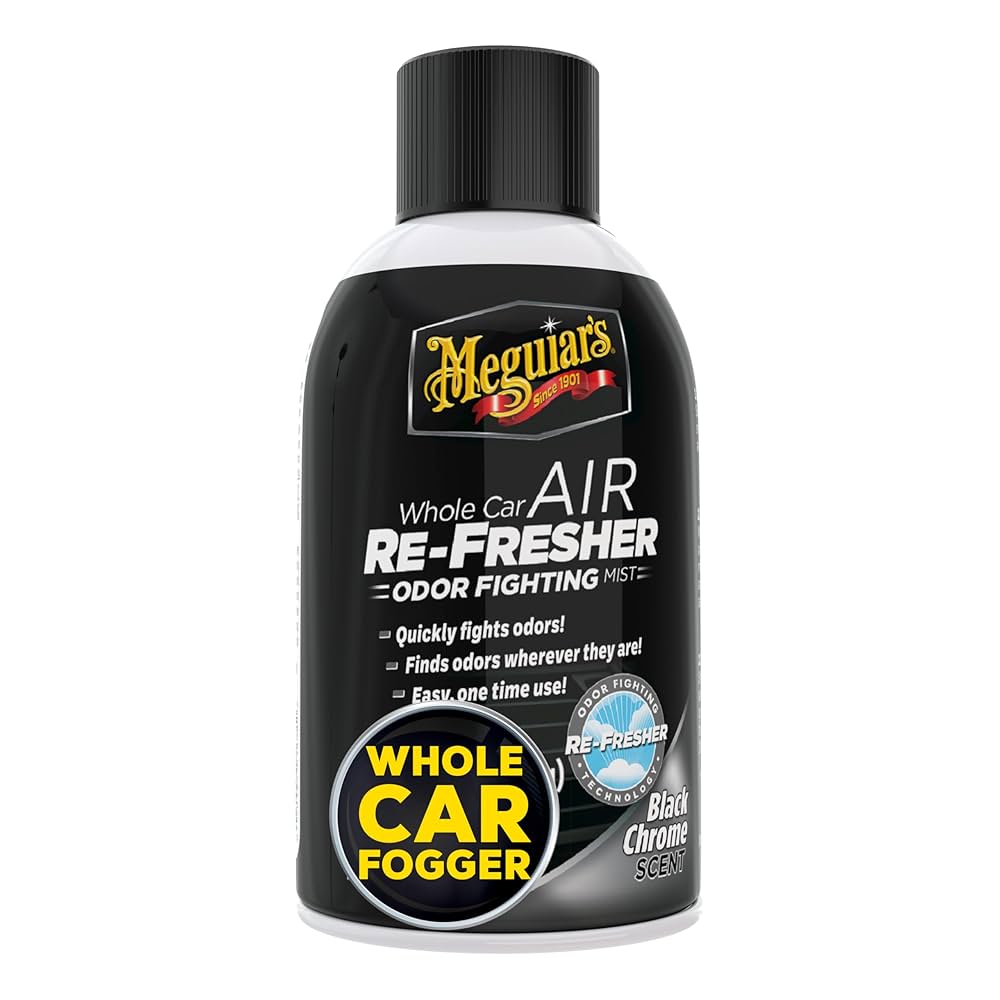 Meguiar's
Since 1901
Whole Car AIR
RE-FRESHER
ODOR FIGHTING MIST
Quickly fights odors!
Finds odors wherever they are!
Easy, one time use!
ODOR FIGHTING
RE-FRESHER
TECHNOLOGY
WHOLE
CAR
FOGGER
Black
Chrome
SCENT